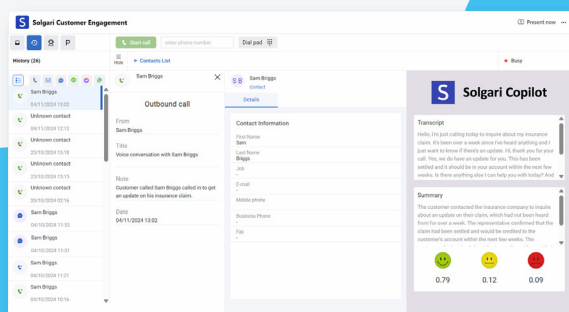 Solgari Customer Engagement
Present now
Start call
enter phone number
Dial pad
P
History (26)
HUB
Contacts List
Busy
Sam Briggs
04/11/2024 13:02
Unknown contact
04/11/2024 12:12
Unknown contact
23/10/2024 15:18
Unknown contact
23/10/2024 15:15
Unknown contact
20/10/2024 02:16
Sam Briggs
04/10/2024 11:53
Sam Briggs
04/10/2024 11:31
Sam Briggs
04/10/2024 11:21
Sam Briggs
04/10/2024 10:16
Sam Briggs
Outbound call
From
Sam Briggs
Title
Voice conversation with Sam Briggs
Note
Customer called Sam Briggs called in to get
an update on his insurance claim.
Date
04/11/2024 13:02
SB
Sam Briggs
Contact
Details
Contact Information
First Name
Sam
Last Name
Briggs
Job
-
E-mail
-
Mobile phone
-
Business Phone
-
Fax
-
S
Solgari Copilot
Transcript
Hello, I'm just calling today to inquire about my insurance
claim. It's been over a week since I've heard anything and I
just want to know if there's an update. Hi, thank you for your
call. Yes, we do have an update for you. This has been
settled and it should be in your account within the next few
weeks. Is there anything else I can help you with today? And
Summary
The customer contacted the insurance company to inquire
about an update on their claim, which had not been heard
from for over a week. The representative confirmed that the
claim had been settled and would be credited to the
customer's account within the next few weeks. The
0.79
0.12
0.09